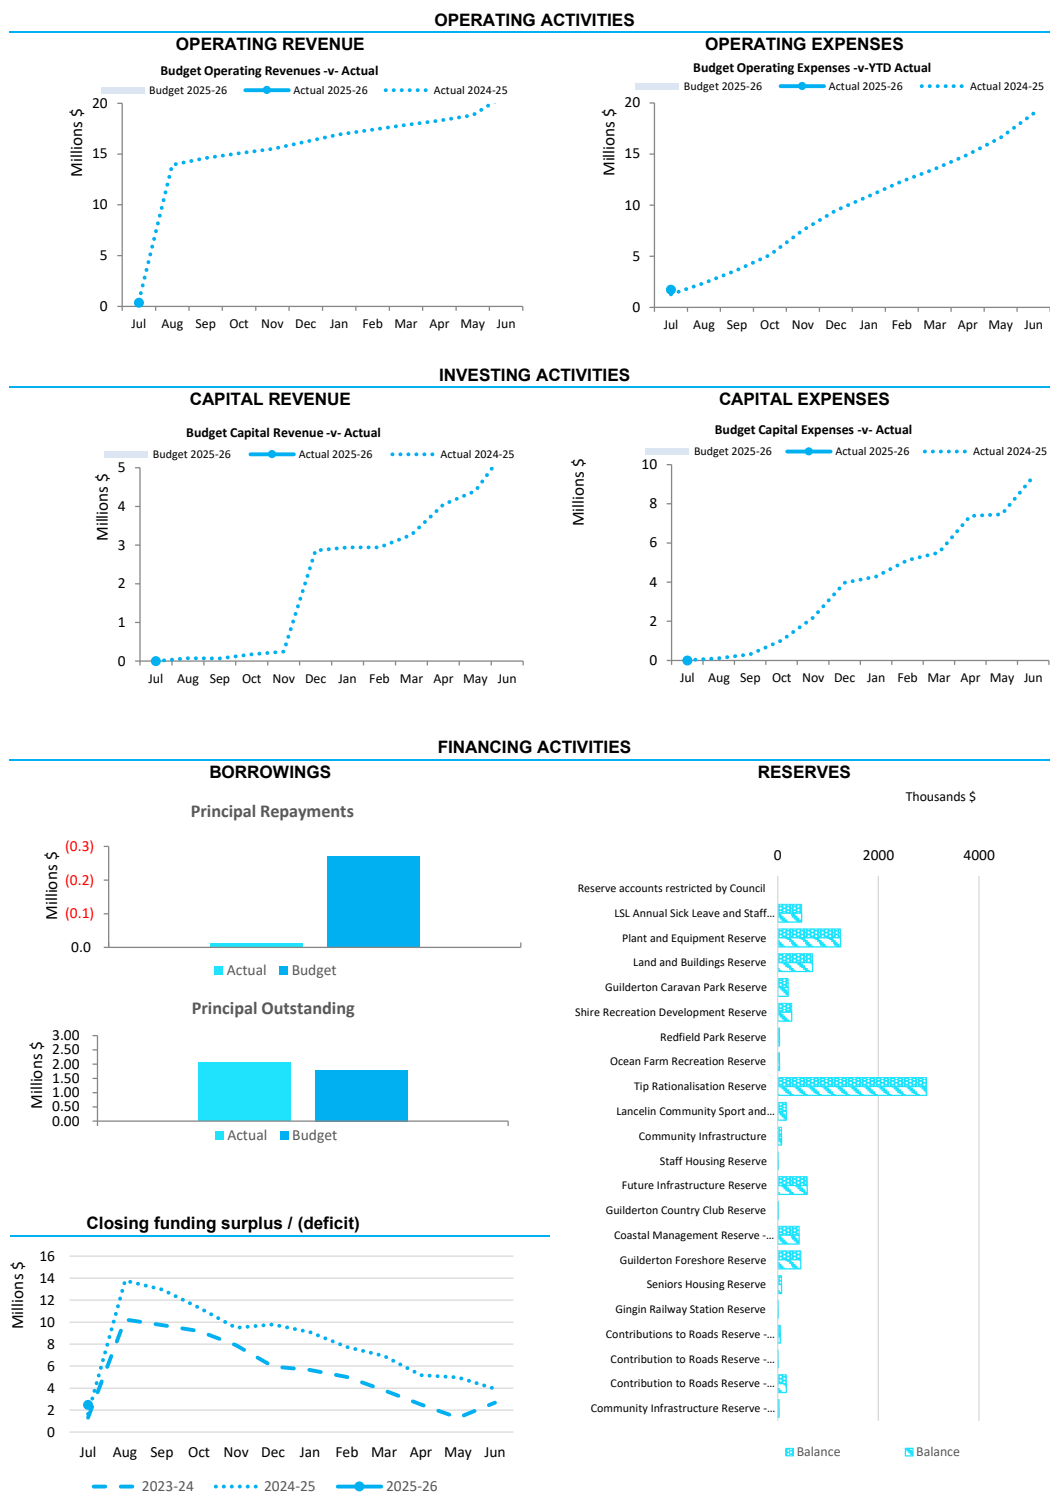 OPERATING ACTIVITIES
OPERATING REVENUE
Budget Operating Revenues -v- Actual
Budget 2025-26 Actual 2025-26 Actual 2024-25
Millions $
20
15
10
5
0
Jul Aug Sep Oct Nov Dec Jan Feb Mar Apr May Jun
OPERATING EXPENSES
Budget Operating Expenses -v-YTD Actual
Budget 2025-26 Actual 2025-26 Actual 2024-25
Millions $
20
15
10
5
0
Jul Aug Sep Oct Nov Dec Jan Feb Mar Apr May Jun
INVESTING ACTIVITIES
CAPITAL REVENUE
Budget Capital Revenue -v- Actual
Budget 2025-26 Actual 2025-26 Actual 2024-25
Millions $
5
4
3
2
1
0
Jul Aug Sep Oct Nov Dec Jan Feb Mar Apr May Jun
CAPITAL EXPENSES
Budget Capital Expenses -v- Actual
Budget 2025-26 Actual 2025-26 Actual 2024-25
Millions $
10
8
6
4
2
0
Jul Aug Sep Oct Nov Dec Jan Feb Mar Apr May Jun
FINANCING ACTIVITIES
BORROWINGS
Principal Repayments
Millions $
(0.3)
(0.2)
(0.1)
0.0
Actual Budget
Principal Outstanding
Millions $
3.00
2.50
2.00
1.50
1.00
0.50
0.00
Actual Budget
RESERVES
Thousands $
0 2000 4000
Reserve accounts restricted by Council
LSL Annual Sick Leave and Staff...
Plant and Equipment Reserve
Land and Buildings Reserve
Guilderton Caravan Park Reserve
Shire Recreation Development Reserve
Redfield Park Reserve
Ocean Farm Recreation Reserve
Tip Rationalisation Reserve
Lancelin Community Sport and...
Community Infrastructure
Staff Housing Reserve
Future Infrastructure Reserve
Guilderton Country Club Reserve
Coastal Management Reserve -...
Guilderton Foreshore Reserve
Seniors Housing Reserve
Gingin Railway Station Reserve
Contributions to Roads Reserve -...
Contribution to Roads Reserve -...
Contribution to Roads Reserve -...
Community Infrastructure Reserve -...
Balance Balance
Closing funding surplus / (deficit)
Millions $
16
14
12
10
8
6
4
2
0
Jul Aug Sep Oct Nov Dec Jan Feb Mar Apr May Jun
2023-24 2024-25 2025-26